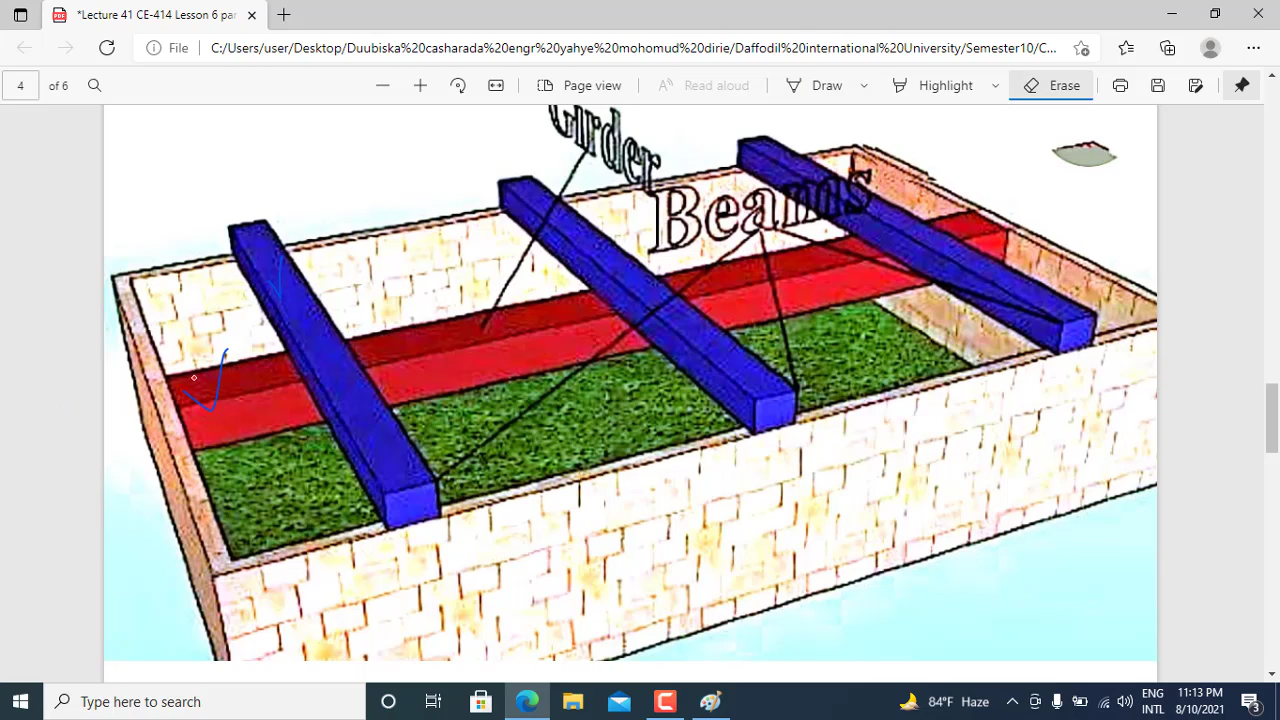 *Lecture 41 CE-414 Lesson 6 par
File
C:/Users/user/Desktop/Duubiska%20casharada%20engr%20yahye%20mohomud%20dirie/Daffodil%20international%20University/Semester10/C...
4 of 6
Page view
Read aloud
Draw
Highlight
Erase
Girder
Beams
Type here to search
84°F Haze
ENG
INTL
11:13 PM
8/10/2021
3